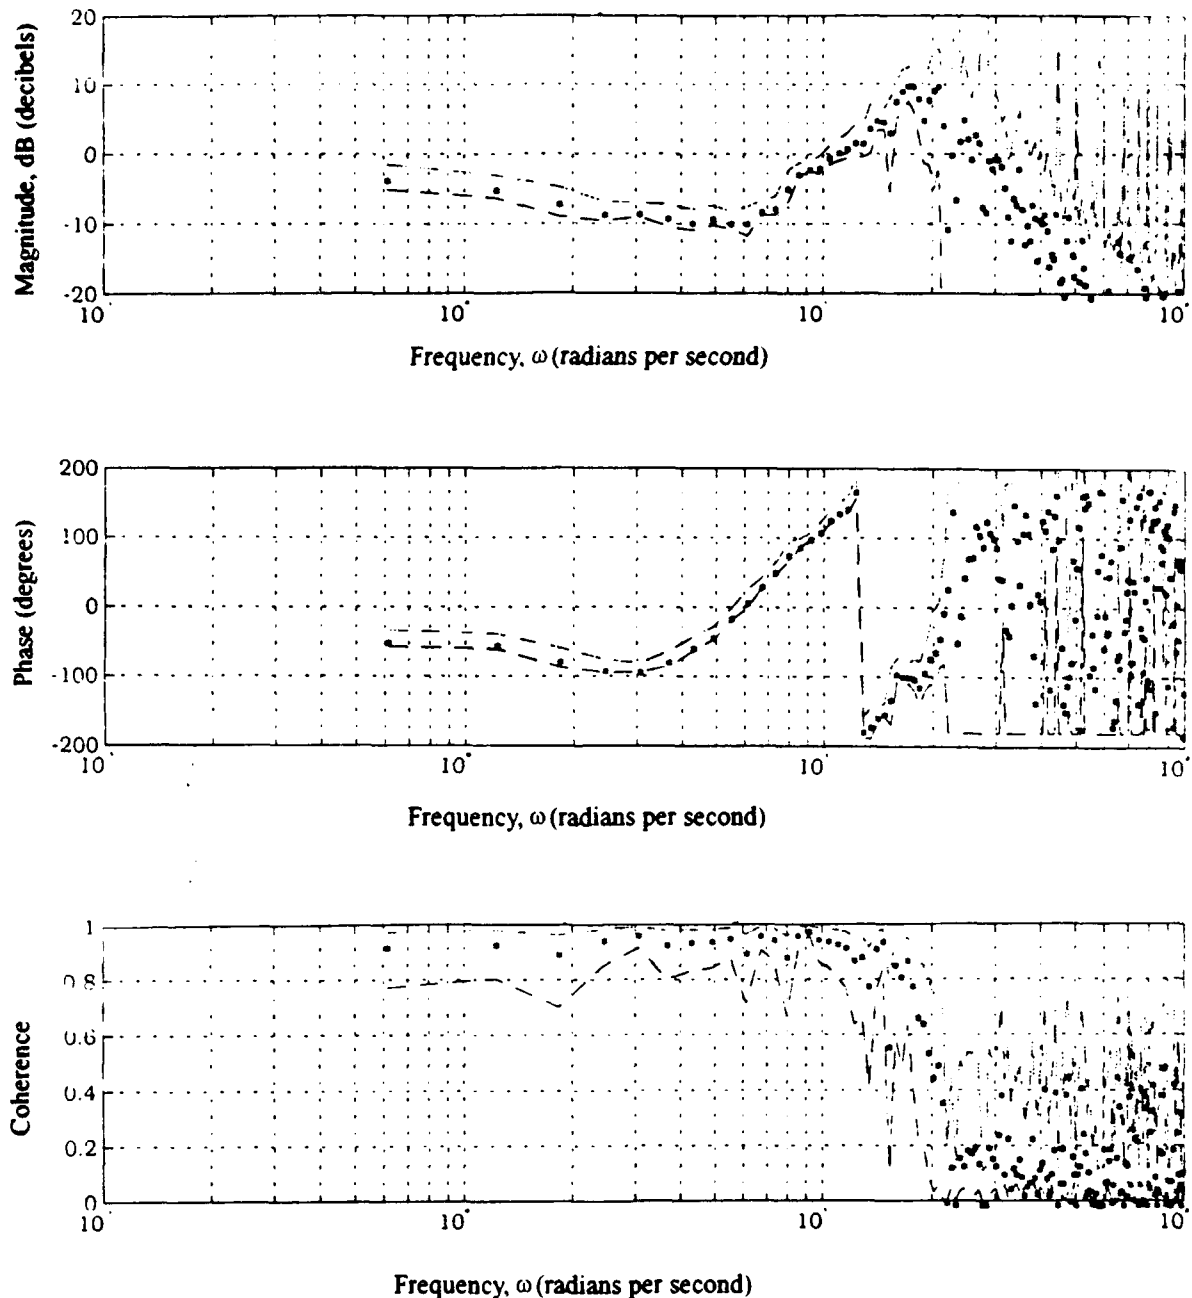 20
10
0
-10
-20
Magnitude, dB (decibels)
10 10 10 10
Frequency, ω (radians per second)
200
100
0
-100
-200
Phase (degrees)
10 10 10 10
Frequency, ω (radians per second)
1
0.8
0.6
0.4
0.2
0
Coherence
10 10 10 10
Frequency, ω (radians per second)